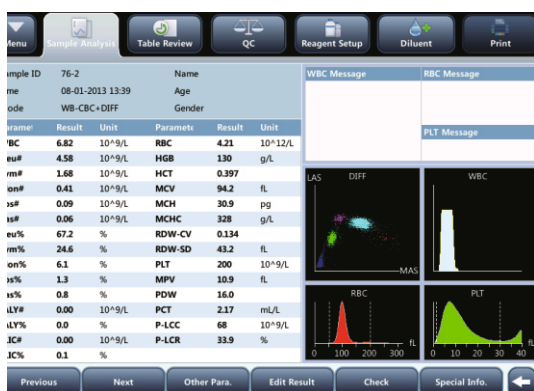 Menu Sample Analysis Table Review QC Reagent Setup Diluent Print
ample ID 76-2 Name
me 08-01-2013 13:39 Age
ode WB-CBC+DIFF Gender
WBC Message RBC Message
PLT Message
arame Result Unit Paramete Result Unit
VBC 6.82 10^9/L RBC 4.21 10^12/L
eu# 4.58 10^9/L HGB 130 g/L
ym# 1.68 10^9/L HCT 0.397
on# 0.41 10^9/L MCV 94.2 fL
os# 0.09 10^9/L MCH 30.9 pg
as# 0.06 10^9/L MCHC 328 g/L
eu% 67.2 % RDW-CV 0.134
ym% 24.6 % RDW-SD 43.2 fL
on% 6.1 % PLT 200 10^9/L
os% 1.3 % MPV 10.9 fL
as% 0.8 % PDW 16.0
LY# 0.00 10^9/L PCT 2.17 mL/L
LY% 0.0 % P-LCC 68 10^9/L
IC# 0.00 10^9/L P-LCR 33.9 %
IC% 0.1 %
LAS DIFF
MAS
WBC
RBC
0 100 200 300 fL
PLT
0 10 20 30 40 fL
Previous Next Other Para. Edit Result Check Special Info.